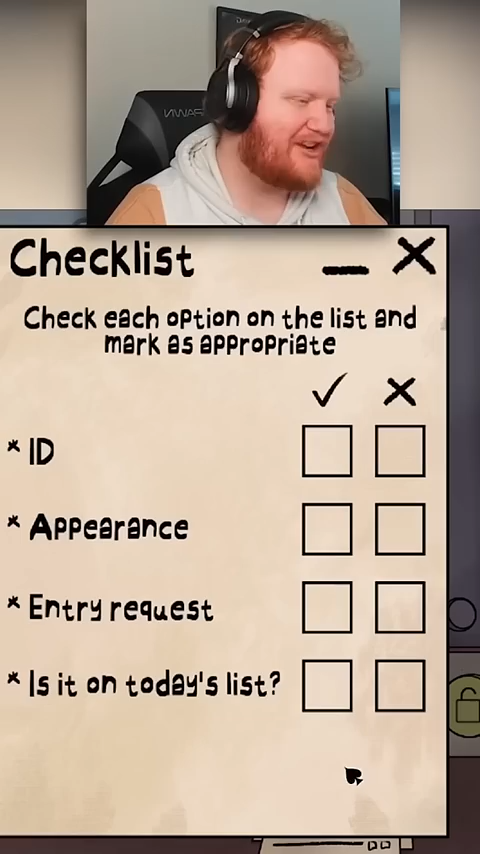 Checklist
Check each option on the list and
mark as appropriate
* ID
* Appearance
* Entry request
* Is it on today's list?